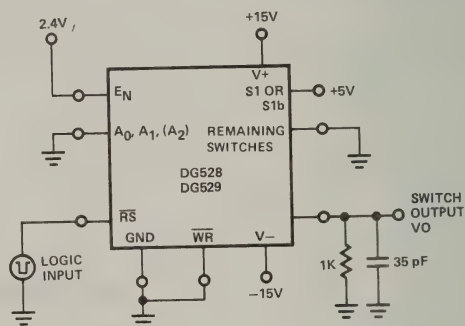 2.4V
+15V
V+
EN
S1 OR
S1b
+5V
A0, A1, (A2)
REMAINING
SWITCHES
DG528
DG529
RS
GND
WR
V−
SWITCH
OUTPUT
VO
LOGIC
INPUT
−15V
1K
35 pF